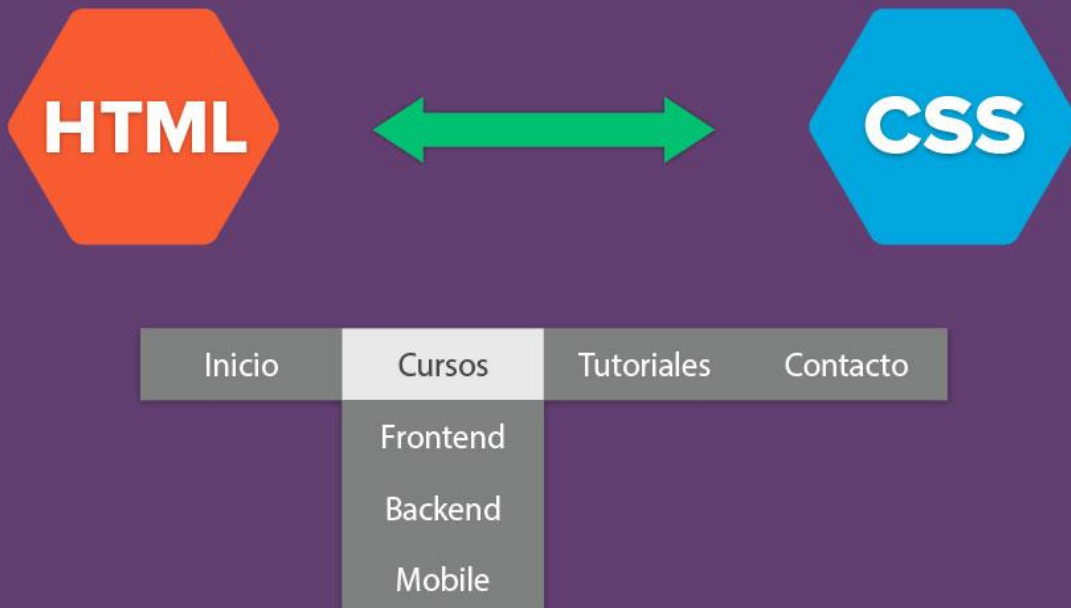 HTML
CSS
Inicio Cursos Tutoriales Contacto
Frontend
Backend
Mobile